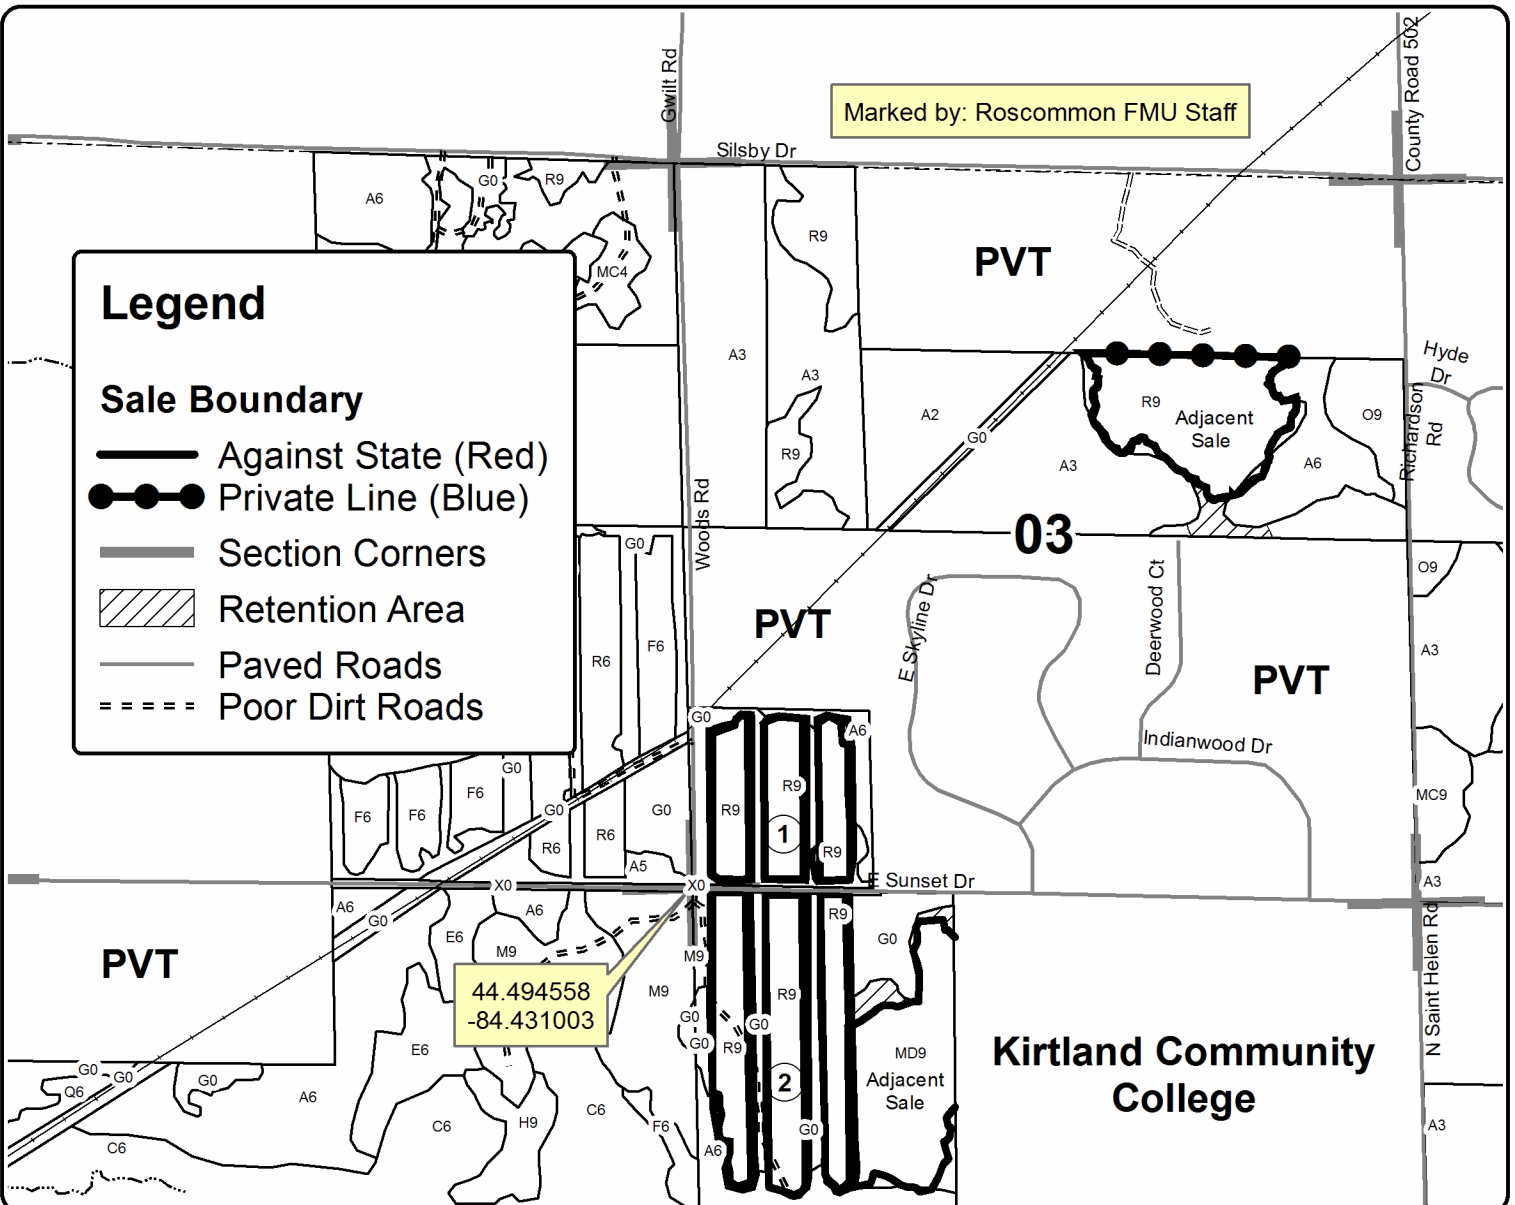 Gwilt Rd
County Road 502
Marked by: Roscommon FMU Staff
Silsby Dr
A6
G0
R9
MC4
R9
PVT
Legend
Sale Boundary
Against State (Red)
Private Line (Blue)
Section Corners
Retention Area
Paved Roads
Poor Dirt Roads
A3
A3
R9
A2
G0
A3
R9
Adjacent
Sale
A6
O9
Hyde
Dr
Richardson
Rd
Woods Rd
03
G0
R6
F6
PVT
E Skyline Dr
Deerwood Ct
PVT
Indianwood Dr
O9
A3
MC9
A3
G0
A6
R9
R9
1
R9
G0
F6
F6
F6
G0
R6
R6
G0
A5
X0
X0
E Sunset Dr
A6
G0
E6
A6
M9
M9
M9
PVT
44.494558
-84.431003
R9
R9
G0
G0
G0
G0
R9
2
G0
A6
MD9
Adjacent
Sale
Kirtland Community
College
N Saint Helen Rd
A3
G0
G0
Q6
G0
A6
C6
E6
C6
H9
C6
F6